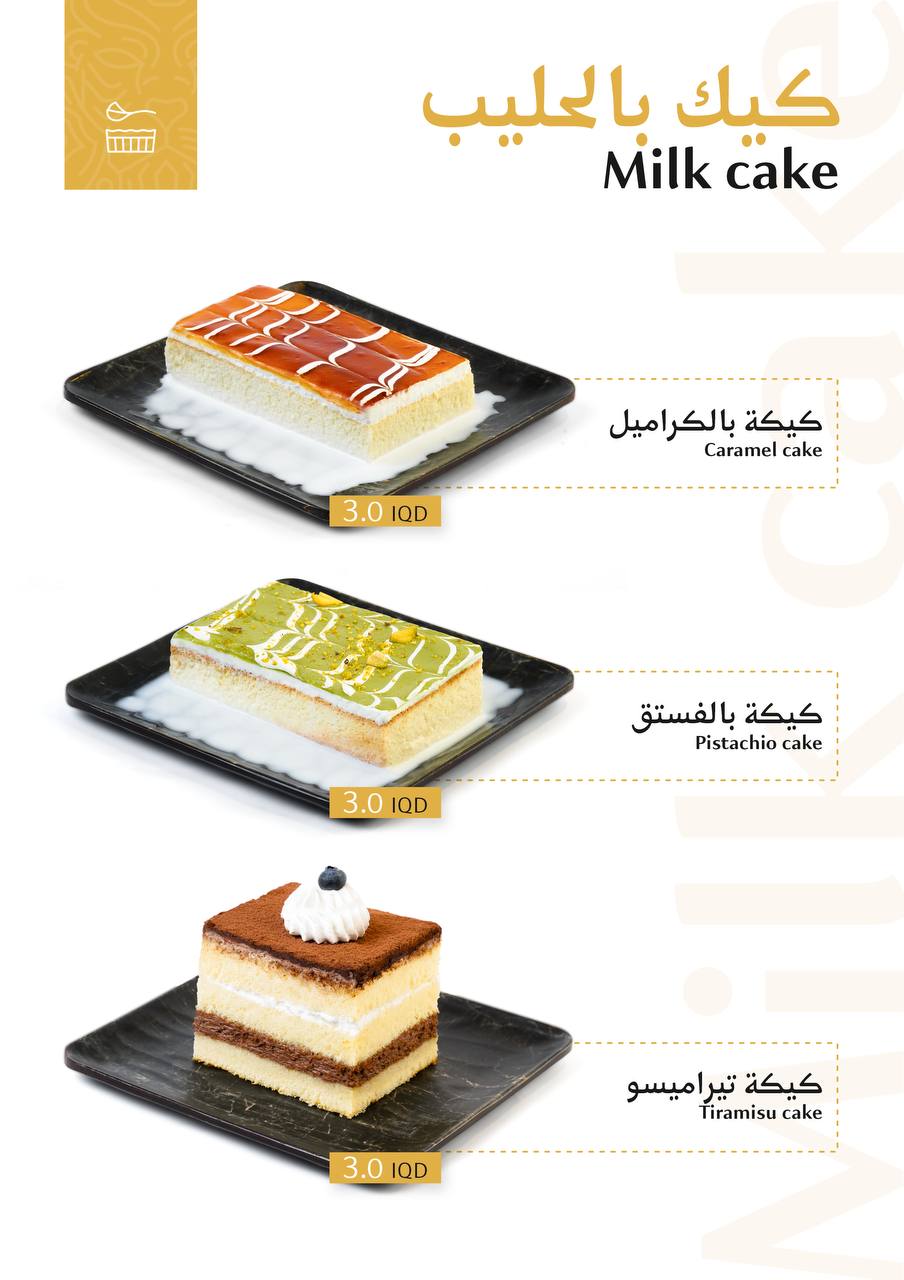 كيك بالحليب
Milk cake
كيكة بالكراميل
Caramel cake
3.0 IQD
كيكة بالفستق
Pistachio cake
3.0 IQD
كيكة تيراميسو
Tiramisu cake
3.0 IQD
Milk cake